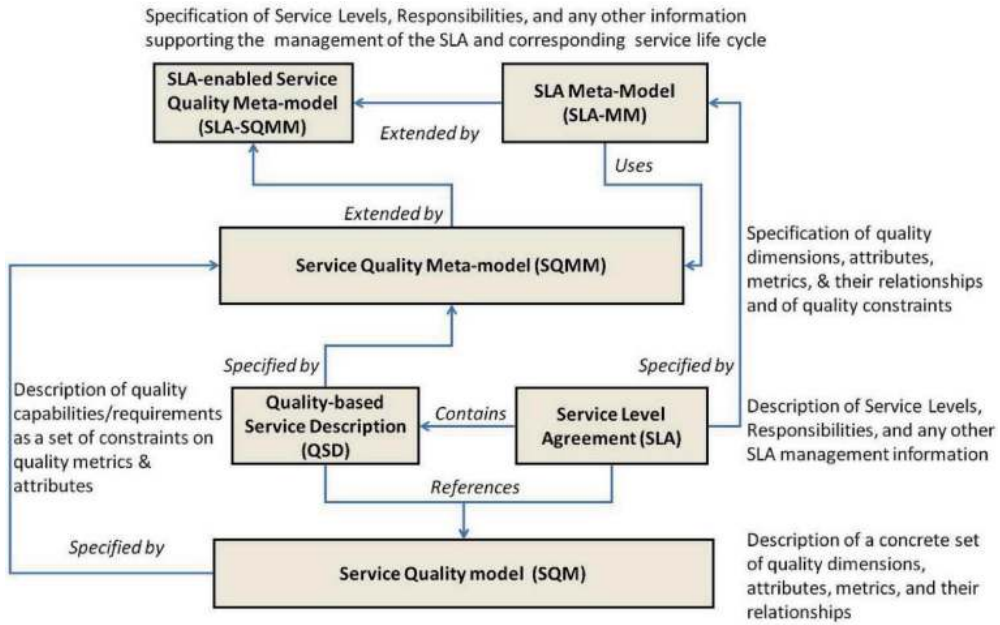 Specification of Service Levels, Responsibilities, and any other information
supporting the management of the SLA and corresponding service life cycle
SLA-enabled Service
Quality Meta-model
(SLA-SQMM)
SLA Meta-Model
(SLA-MM)
Extended by
Uses
Extended by
Service Quality Meta-model (SQMM)
Specification of quality
dimensions, attributes,
metrics, & their relationships
and of quality constraints
Specified by
Specified by
Description of quality
capabilities/requirements
as a set of constraints on
quality metrics &
attributes
Quality-based
Service Description
(QSD)
Contains
Service Level
Agreement (SLA)
Description of Service Levels,
Responsibilities, and any other
SLA management information
References
Specified by
Service Quality model (SQM)
Description of a concrete set
of quality dimensions,
attributes, metrics, and their
relationships